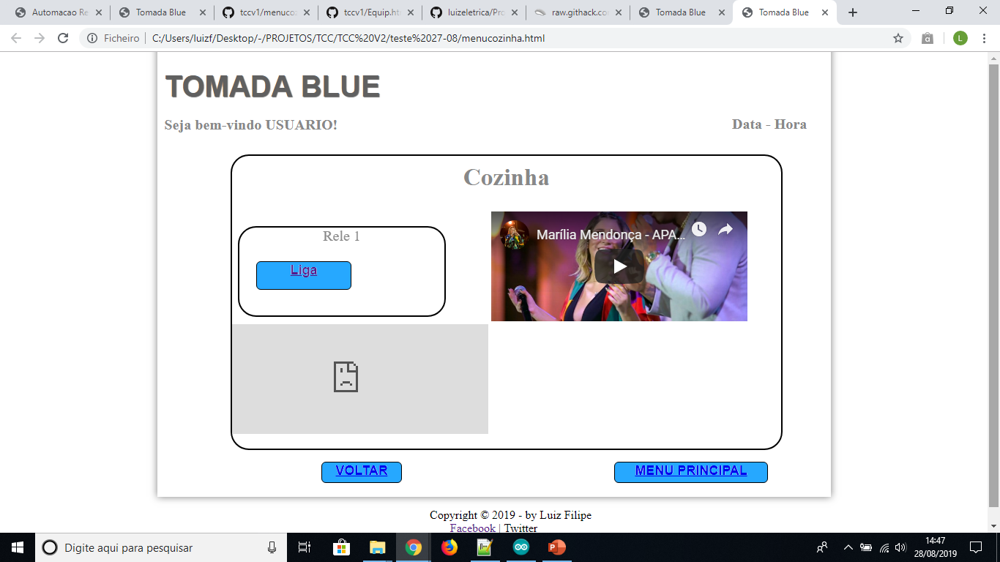 Automacao Re
Tomada Blue
tccv1/menucoz
tccv1/Equip.ht
luizeletrica/Pro
raw.githack.co
Tomada Blue
Tomada Blue
Ficheiro
C:/Users/luizf/Desktop/-/PROJETOS/TCC/TCC%20V2/teste%2027-08/menucozinha.html
L
TOMADA BLUE
Seja bem-vindo USUARIO!
Data - Hora
Cozinha
Rele 1
Liga
Marília Mendonça - APA...
VOLTAR
MENU PRINCIPAL
Copyright © 2019 - by Luiz Filipe
Facebook | Twitter
Digite aqui para pesquisar
14:47
28/08/2019